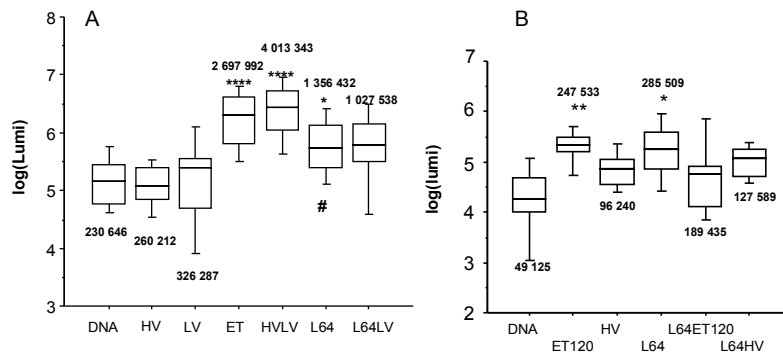 A
log(Lumi)
8
7
6
5
4
3
4 013 343
2 697 992
**** ****
1 356 432
*
1 027 538
230 646
260 212
326 287
#
DNA HV LV ET HVLV L64 L64LV
B
log(lumi)
7
6
5
4
3
2
247 533
**
285 509
*
96 240
127 589
189 435
49 125
DNA HV L64ET120
ET120 L64 L64HV